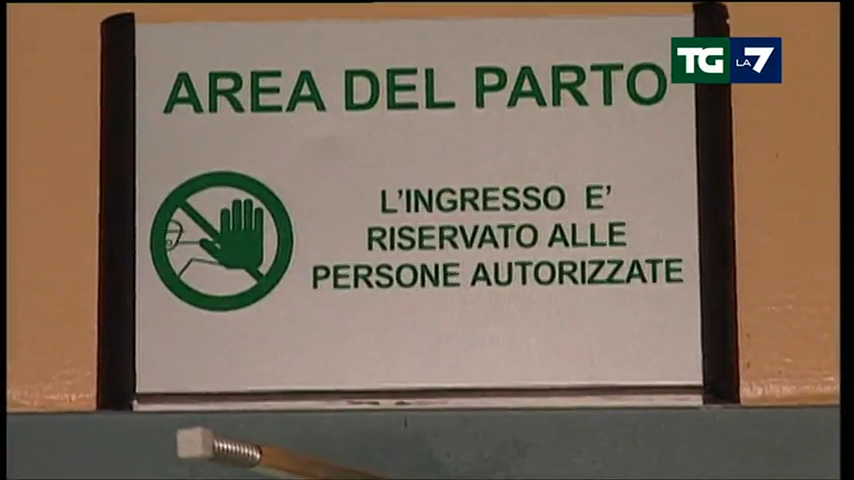 AREA DEL PARTO
TG LA7
L'INGRESSO E'
RISERVATO ALLE
PERSONE AUTORIZZATE